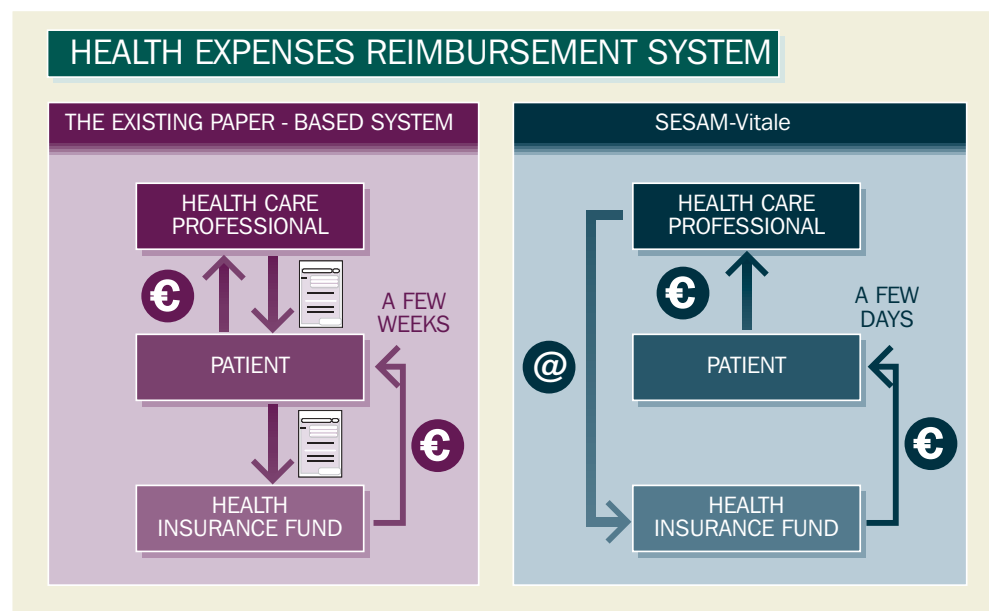 HEALTH EXPENSES REIMBURSEMENT SYSTEM
THE EXISTING PAPER - BASED SYSTEM
HEALTH CARE
PROFESSIONAL
€
A FEW
WEEKS
PATIENT
€
HEALTH
INSURANCE FUND
SESAM-Vitale
HEALTH CARE
PROFESSIONAL
€
A FEW
DAYS
@
PATIENT
€
HEALTH
INSURANCE FUND